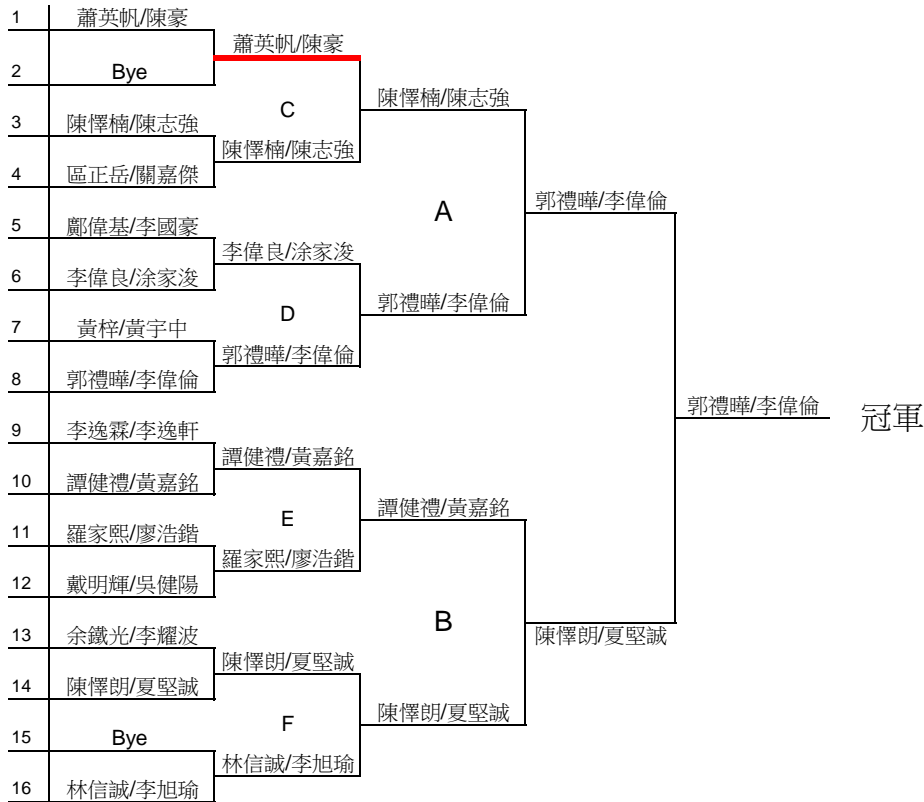 1 蕭英帆/陳豪
蕭英帆/陳豪
2 Bye
C
陳懌楠/陳志強
3 陳懌楠/陳志強
陳懌楠/陳志強
4 區正岳/關嘉傑
A
郭禮曄/李偉倫
5 鄺偉基/李國豪
李偉良/涂家浚
6 李偉良/涂家浚
D
郭禮曄/李偉倫
7 黃梓/黃宇中
郭禮曄/李偉倫
8 郭禮曄/李偉倫
郭禮曄/李偉倫
冠軍
9 李逸霖/李逸軒
譚健禮/黃嘉銘
10 譚健禮/黃嘉銘
E
譚健禮/黃嘉銘
11 羅家熙/廖浩鍇
羅家熙/廖浩鍇
12 戴明輝/吳健陽
B
陳懌朗/夏堅誠
13 余鐵光/李耀波
陳懌朗/夏堅誠
14 陳懌朗/夏堅誠
F
陳懌朗/夏堅誠
15 Bye
林信誠/李旭瑜
16 林信誠/李旭瑜